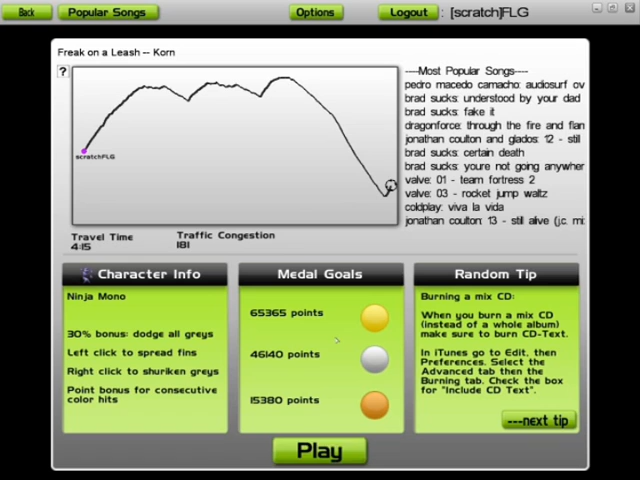 Back
Popular Songs
Options
Logout
[scratch]FLG
Freak on a Leash -- Korn
?
scratchFLG
----Most Popular Songs----
pedro macedo camacho: audiosurf ov
brad sucks: understood by your dad
brad sucks: fake it
dragonforce: through the fire and flan
jonathan coulton and glados: 12 - still
brad sucks: certain death
brad sucks: youre not going anywher
valve: 01 - team fortress 2
valve: 03 - rocket jump waltz
coldplay: viva la vida
jonathan coulton: 13 - still alive (j.c. mi:
Travel Time
4:15
Traffic Congestion
181
Character Info
Ninja Mono
30% bonus: dodge all greys
Left click to spread fins
Right click to shuriken greys
Point bonus for consecutive
color hits
Medal Goals
65365 points
46140 points
15380 points
Random Tip
Burning a mix CD:
When you burn a mix CD
(instead of a whole album)
make sure to burn CD-Text.
In iTunes go to Edit, then
Preferences. Select the
Advanced tab then the
Burning tab. Check the box
for "Include CD Text".
---next tip
Play